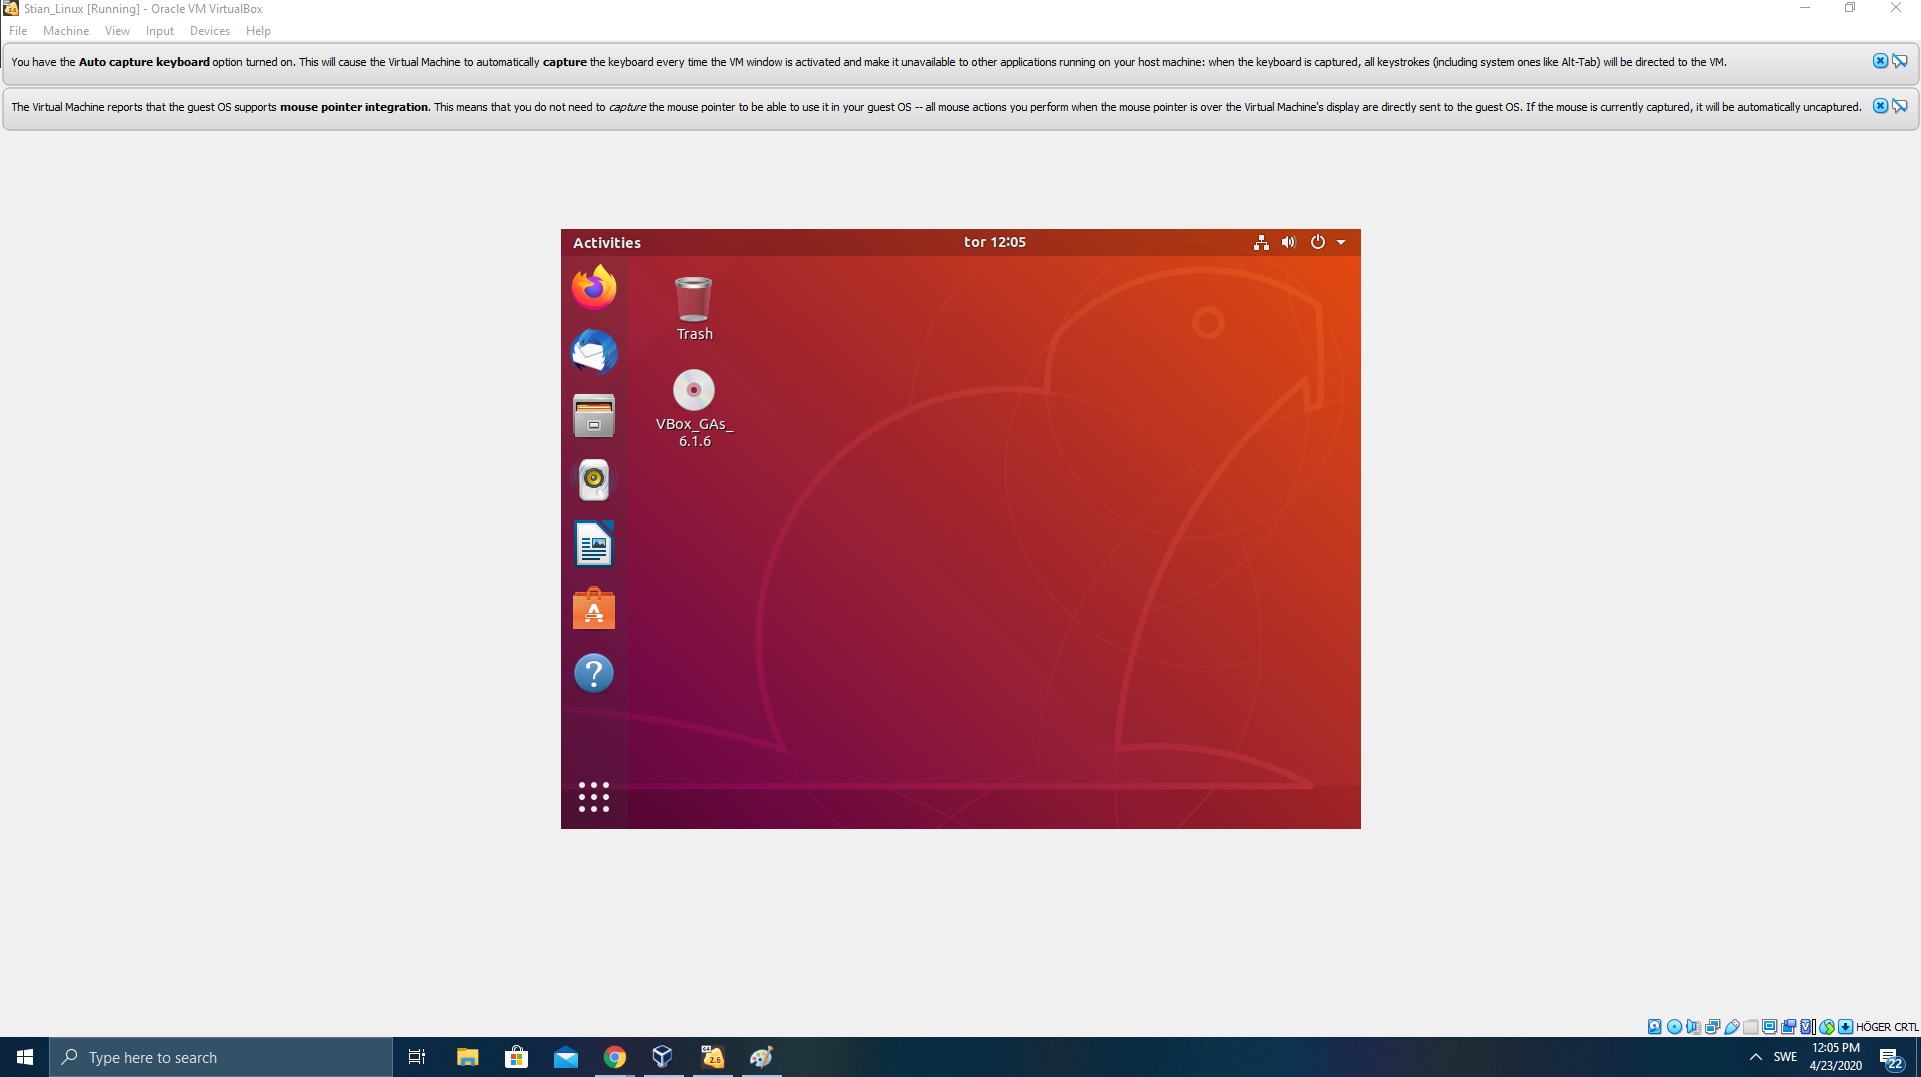 Stian_Linux [Running] - Oracle VM VirtualBox
File Machine View Input Devices Help
You have the Auto capture keyboard option turned on. This will cause the Virtual Machine to automatically capture the keyboard every time the VM window is activated and make it unavailable to other applications running on your host machine: when the keyboard is captured, all keystrokes (including system ones like Alt-Tab) will be directed to the VM.
The Virtual Machine reports that the guest OS supports mouse pointer integration. This means that you do not need to capture the mouse pointer to be able to use it in your guest OS -- all mouse actions you perform when the mouse pointer is over the Virtual Machine's display are directly sent to the guest OS. If the mouse is currently captured, it will be automatically uncaptured.
Activities tor 12:05
Trash
VBox_GAs_
6.1.6
HÖGER CRTL
Type here to search
SWE
12:05 PM
4/23/2020
22